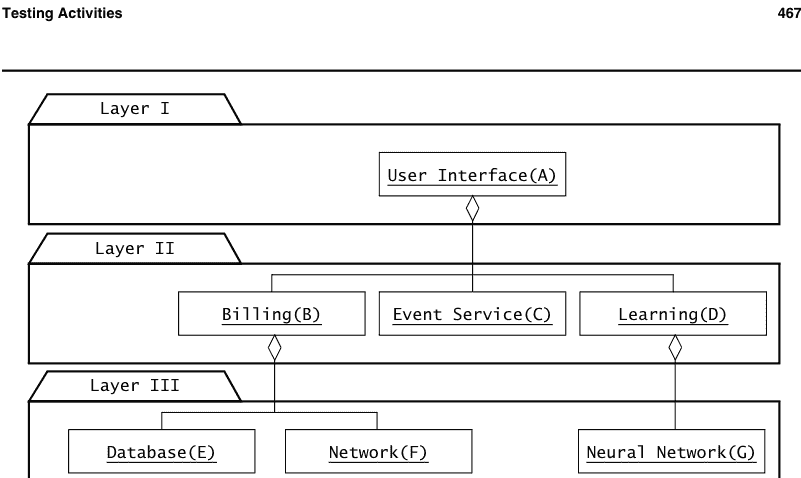 Testing Activities 467
Layer I
User Interface(A)
Layer II
Billing(B) Event Service(C) Learning(D)
Layer III
Database(E) Network(F) Neural Network(G)